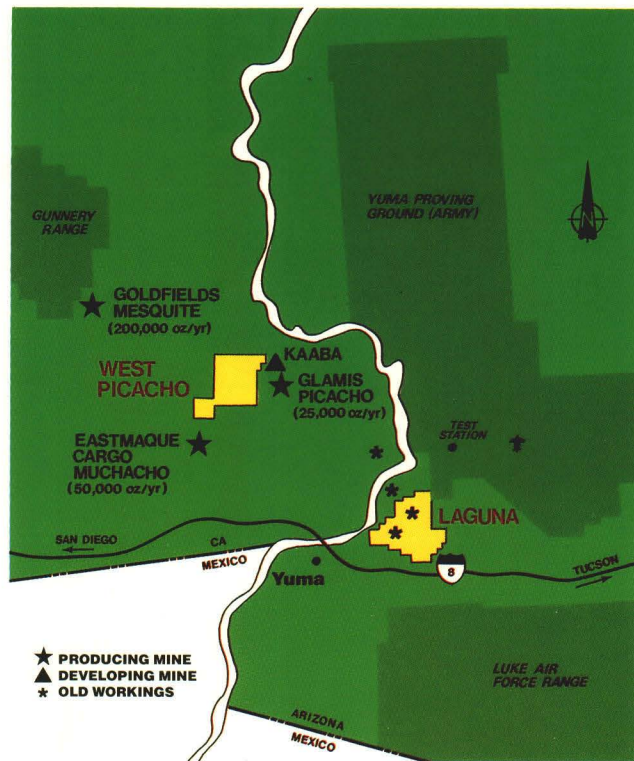 GUNNERY
RANGE
YUMA PROVING
GROUND (ARMY)
N
GOLDFIELDS
MESQUITE
(200,000 oz/yr)
WEST
PICACHO
KAABA
GLAMIS
PICACHO
(25,000 oz/yr)
EASTMAQUE
CARGO
MUCHACHO
(50,000 oz/yr)
TEST
STATION
LAGUNA
SAN DIEGO
CA
MEXICO
Yuma
8
TUCSON
PRODUCING MINE
DEVELOPING MINE
OLD WORKINGS
LUKE AIR
FORCE RANGE
ARIZONA
MEXICO